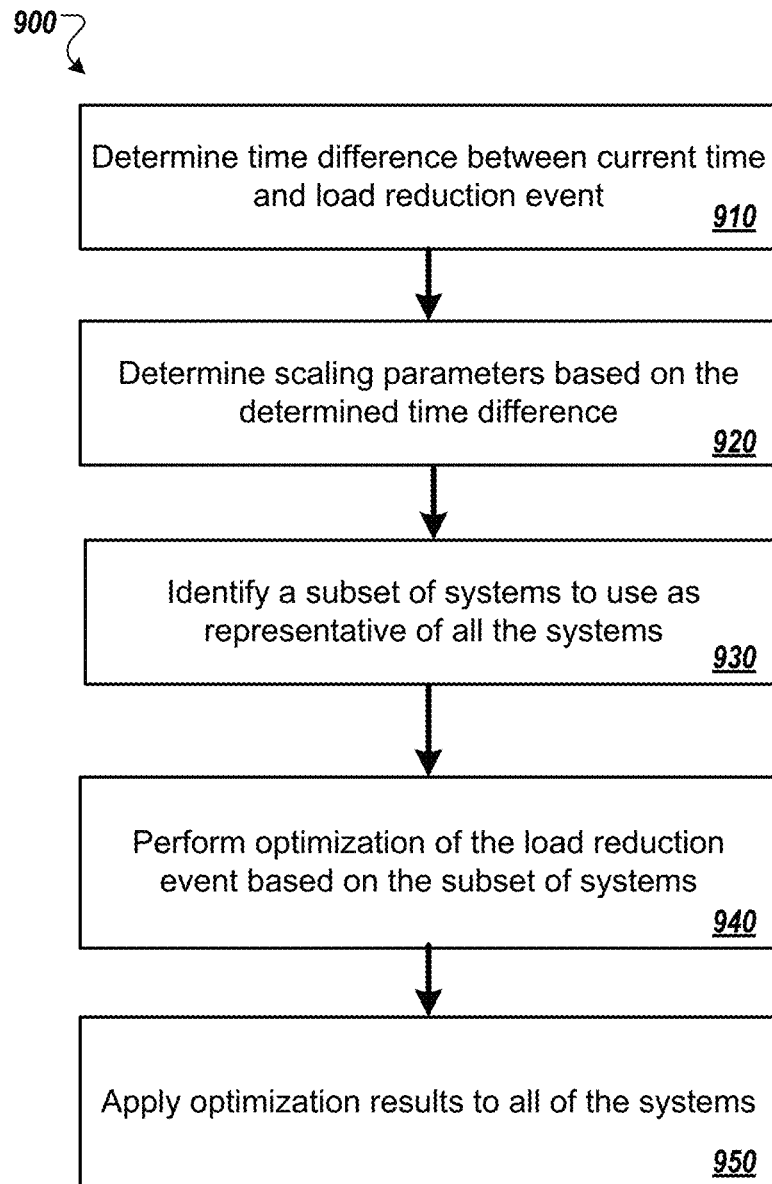 900
Determine time difference between current time
and load reduction event
910
Determine scaling parameters based on the
determined time difference
920
Identify a subset of systems to use as
representative of all the systems
930
Perform optimization of the load reduction
event based on the subset of systems
940
Apply optimization results to all of the systems
950